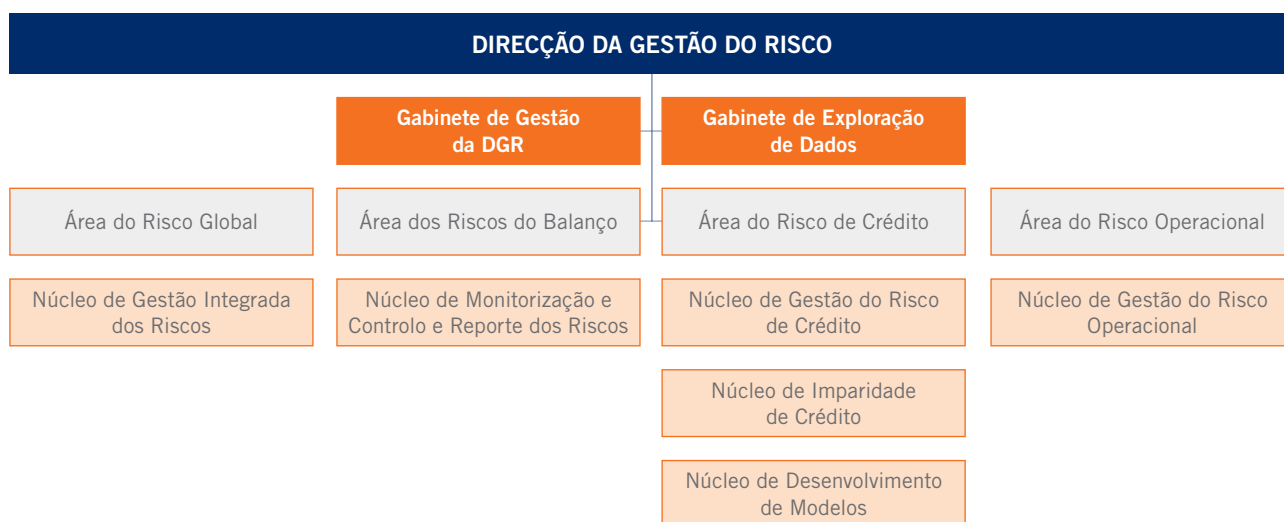 DIRECÇÃO DA GESTÃO DO RISCO
Gabinete de Gestão
da DGR
Gabinete de Exploração
de Dados
Área do Risco Global
Área dos Riscos do Balanço
Área do Risco de Crédito
Área do Risco Operacional
Núcleo de Gestão Integrada
dos Riscos
Núcleo de Monitorização e
Controlo e Reporte dos Riscos
Núcleo de Gestão do Risco
de Crédito
Núcleo de Gestão do Risco
Operacional
Núcleo de Imparidade
de Crédito
Núcleo de Desenvolvimento
de Modelos